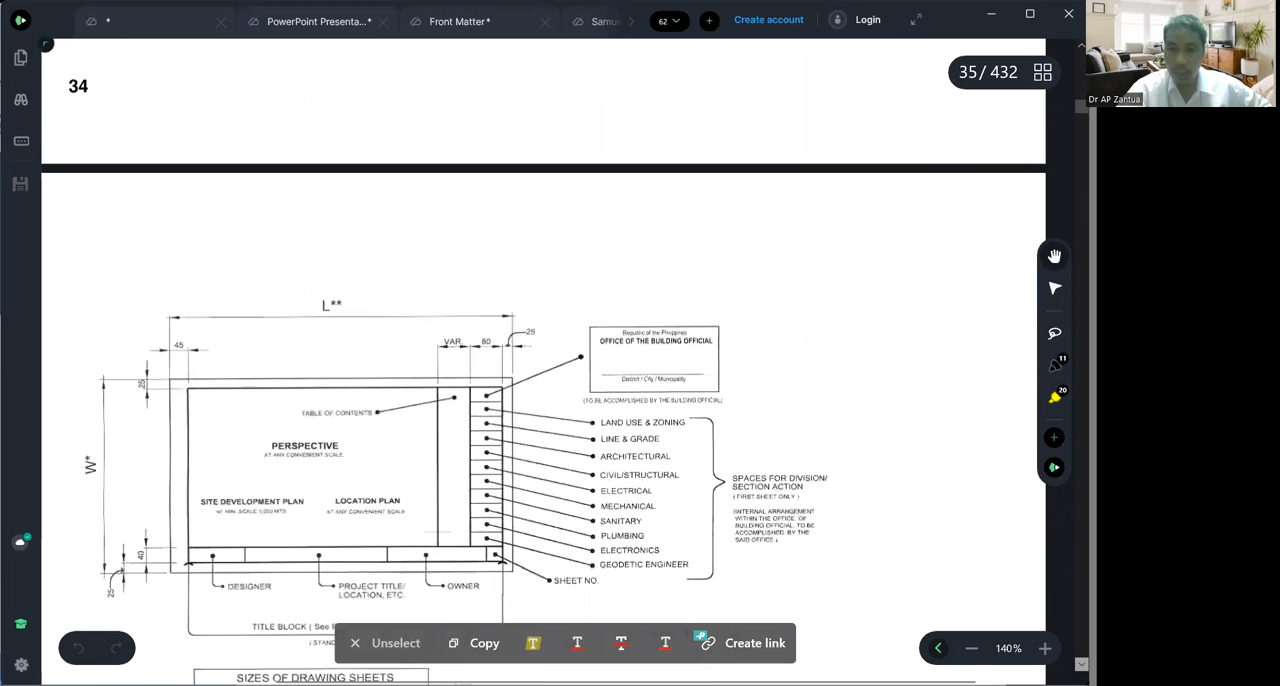 *
PowerPoint Presenta...*
Front Matter*
Samu
62
Create account
Login
Dr AP Zantua
34
35 / 432
L**
45
VAR.
80
25
25
W*
40
25
Republic of the Philippines
OFFICE OF THE BUILDING OFFICIAL
District / City / Municipality
(TO BE ACCOMPLISHED BY THE BUILDING OFFICIAL)
TABLE OF CONTENTS
PERSPECTIVE
AT ANY CONVENIENT SCALE
SITE DEVELOPMENT PLAN
LOCATION PLAN
AT ANY CONVENIENT SCALE
LAND USE & ZONING
LINE & GRADE
ARCHITECTURAL
CIVIL/STRUCTURAL
ELECTRICAL
MECHANICAL
SANITARY
PLUMBING
ELECTRONICS
GEODETIC ENGINEER
SHEET NO.
SPACES FOR DIVISION/
SECTION ACTION
( FIRST SHEET ONLY )
(INTERNAL ARRANGEMENT
WITHIN THE OFFICE OF
BUILDING OFFICIAL TO BE
ACCOMPLISHED BY THE
SAID OFFICE
DESIGNER
PROJECT TITLE/
LOCATION, ETC.
OWNER
TITLE BLOCK ( See
SIZES OF DRAWING SHEETS
Unselect
Copy
T
T
T
T
Create link
11
20
140%